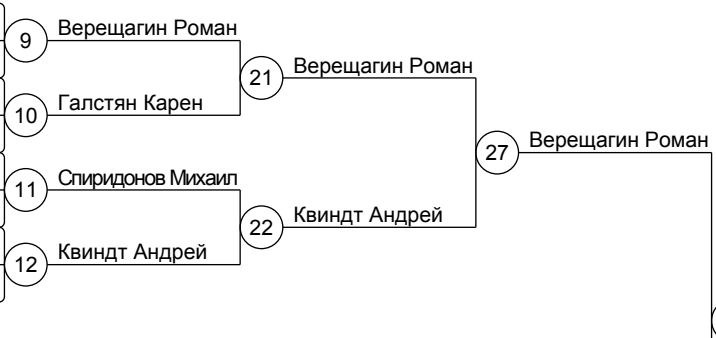 9 Верещагин Роман
21 Верещагин Роман
10 Галстян Карен
27 Верещагин Роман
11 Спиридонов Михаил
22 Квиндт Андрей
12 Квиндт Андрей